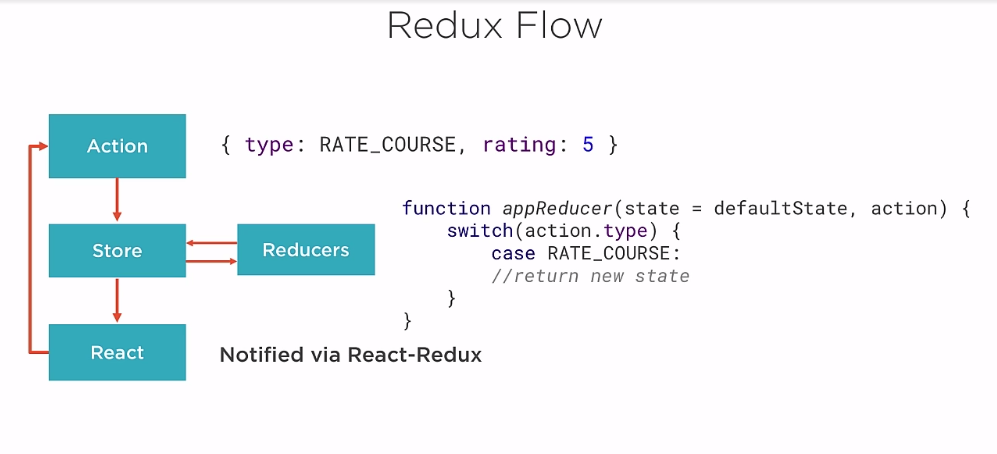 Redux Flow
Action
{ type: RATE_COURSE, rating: 5 }
Store
Reducers
function appReducer(state = defaultState, action) {
switch(action.type) {
case RATE_COURSE:
//return new state
}
}
React
Notified via React-Redux